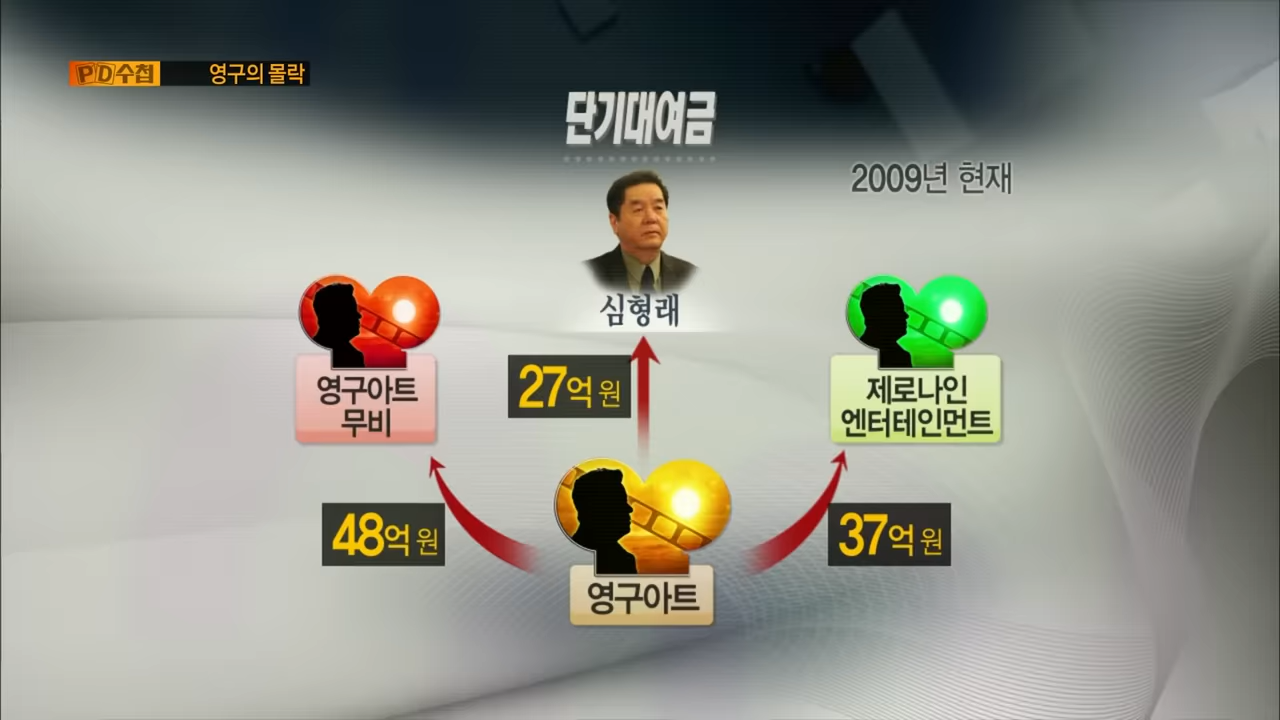 PD수첩 영구의 몰락
단기대여금
2009년 현재
심형래
영구아트
무비
27억 원
제로나인
엔터테인먼트
48억 원
37억 원
영구아트